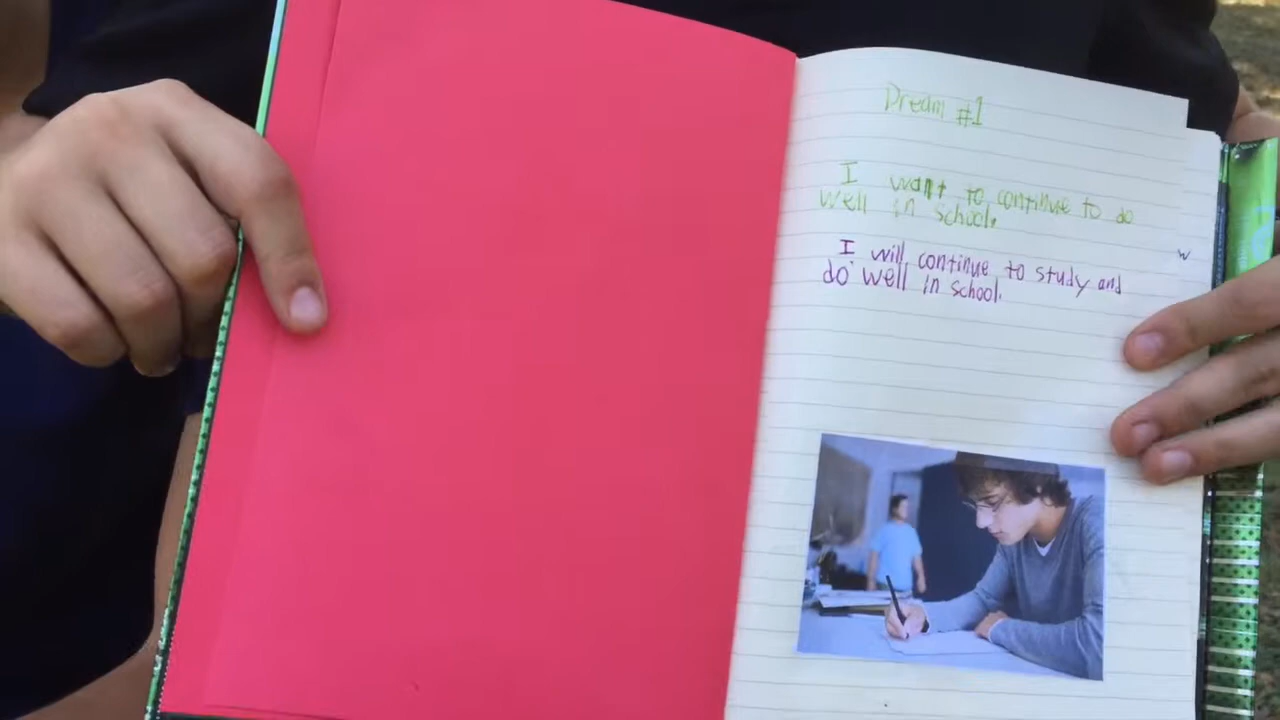 Dream #1
I want to continue to do
well in school.
I will continue to study and
do well in school.
w